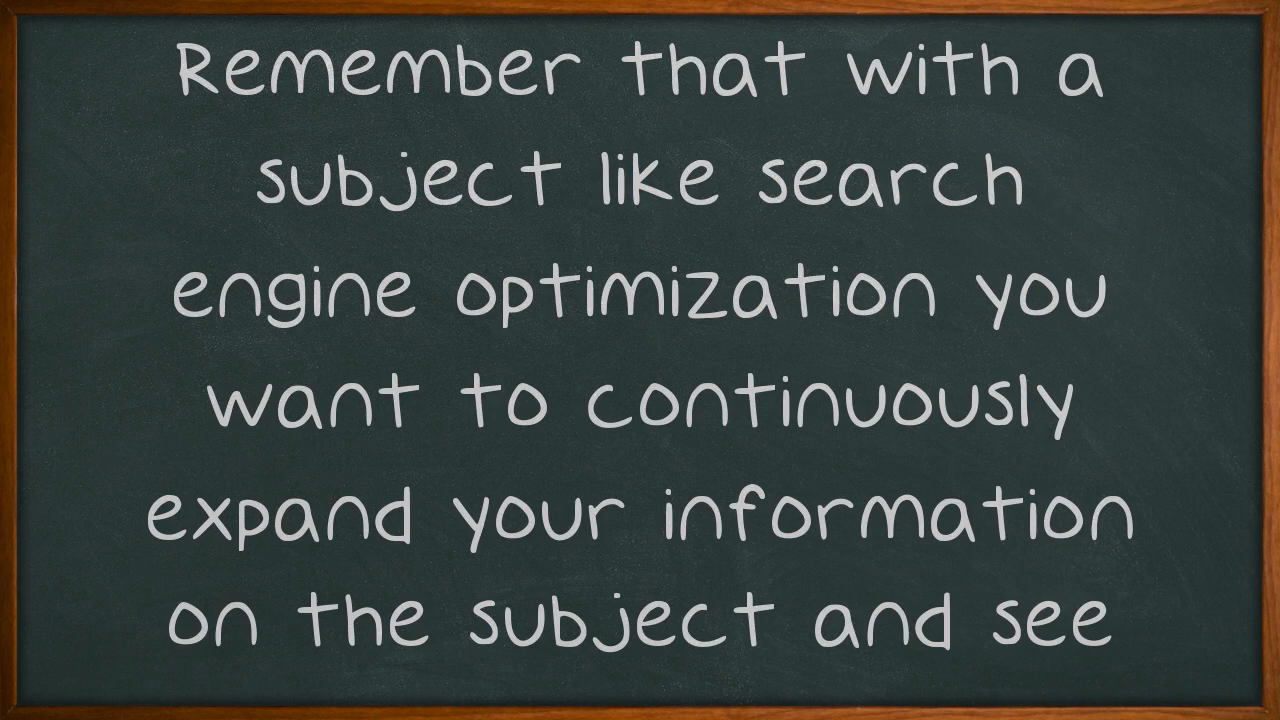 Remember that with a
subject like search
engine optimization you
want to continuously
expand your information
on the subject and see